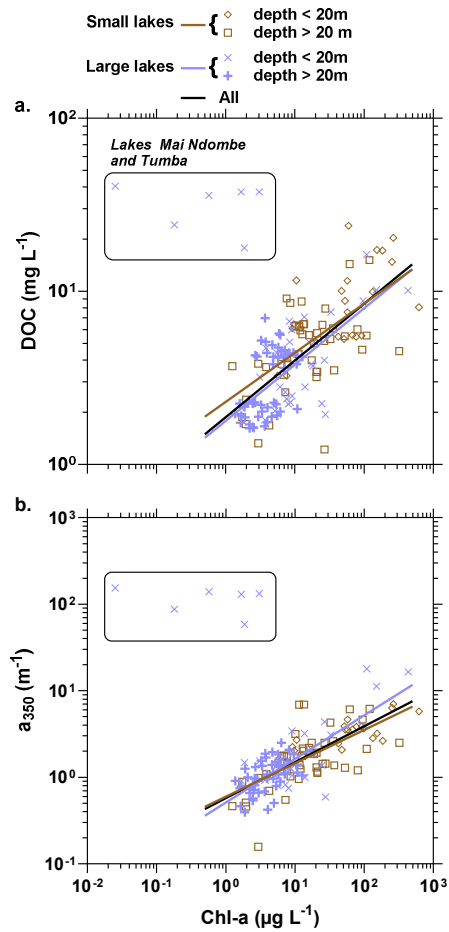 Small lakes { depth < 20m
depth > 20 m
Large lakes { depth < 20m
depth > 20m
All
a.
10²
Lakes Mai Ndombe
and Tumba
DOC (mg L⁻¹)
10¹
10⁰
b.
10³
10²
a₃₅₀ (m⁻¹)
10¹
10⁰
10⁻¹
10⁻² 10⁻¹ 10⁰ 10¹ 10² 10³
Chl-a (µg L⁻¹)